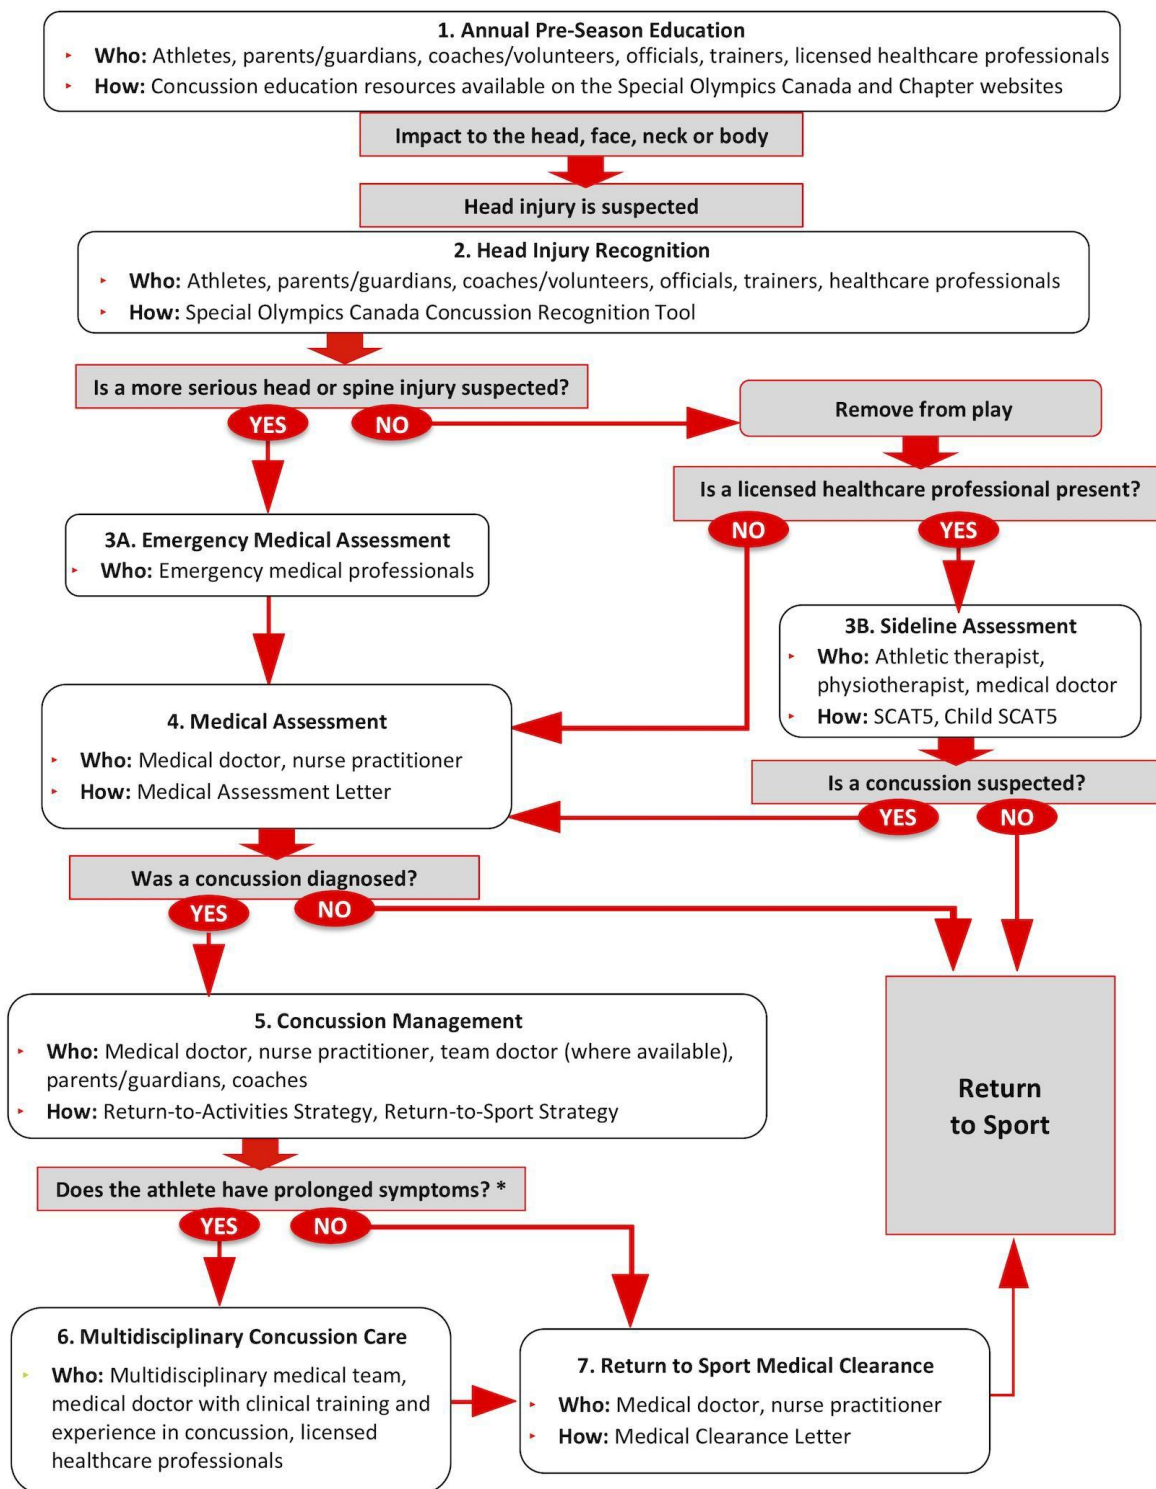 1. Annual Pre-Season Education
▸ Who: Athletes, parents/guardians, coaches/volunteers, officials, trainers, licensed healthcare professionals
▸ How: Concussion education resources available on the Special Olympics Canada and Chapter websites
Impact to the head, face, neck or body
Head injury is suspected
2. Head Injury Recognition
▸ Who: Athletes, parents/guardians, coaches/volunteers, officials, trainers, healthcare professionals
▸ How: Special Olympics Canada Concussion Recognition Tool
Is a more serious head or spine injury suspected?
YES
NO
Remove from play
Is a licensed healthcare professional present?
NO
YES
3A. Emergency Medical Assessment
▸ Who: Emergency medical professionals
3B. Sideline Assessment
▸ Who: Athletic therapist,
physiotherapist, medical doctor
▸ How: SCAT5, Child SCAT5
4. Medical Assessment
▸ Who: Medical doctor, nurse practitioner
▸ How: Medical Assessment Letter
Is a concussion suspected?
YES
NO
Was a concussion diagnosed?
YES
NO
5. Concussion Management
▸ Who: Medical doctor, nurse practitioner, team doctor (where available),
parents/guardians, coaches
▸ How: Return-to-Activities Strategy, Return-to-Sport Strategy
Return
to Sport
Does the athlete have prolonged symptoms? *
YES
NO
6. Multidisciplinary Concussion Care
▸ Who: Multidisciplinary medical team,
medical doctor with clinical training and
experience in concussion, licensed
healthcare professionals
7. Return to Sport Medical Clearance
▸ Who: Medical doctor, nurse practitioner
▸ How: Medical Clearance Letter